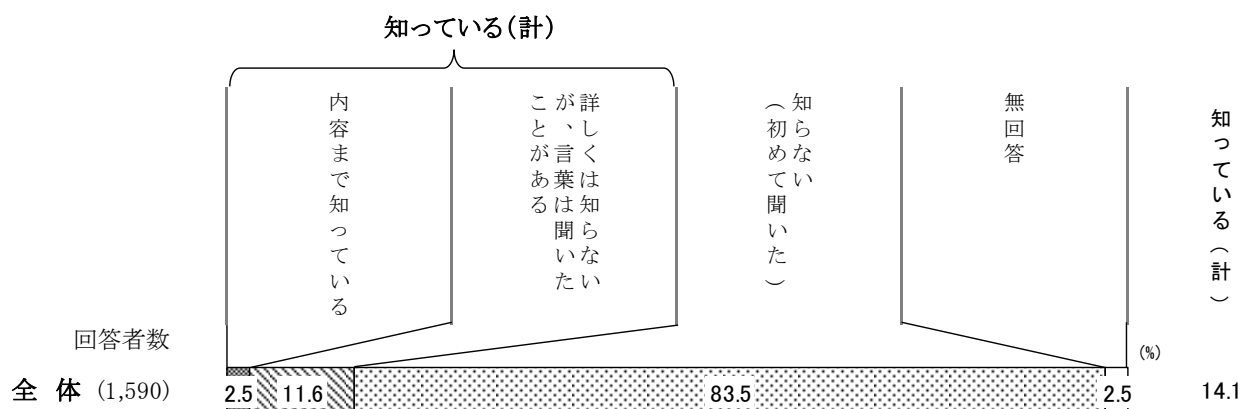 知っている（計）
内容まで知っている
詳しくは知らない
が、言葉は聞いた
ことがある
知らない
（初めて聞いた）
無回答
知っている（計）
回答者数
(%)
全 体 (1,590)
2.5 11.6 83.5 2.5 14.1